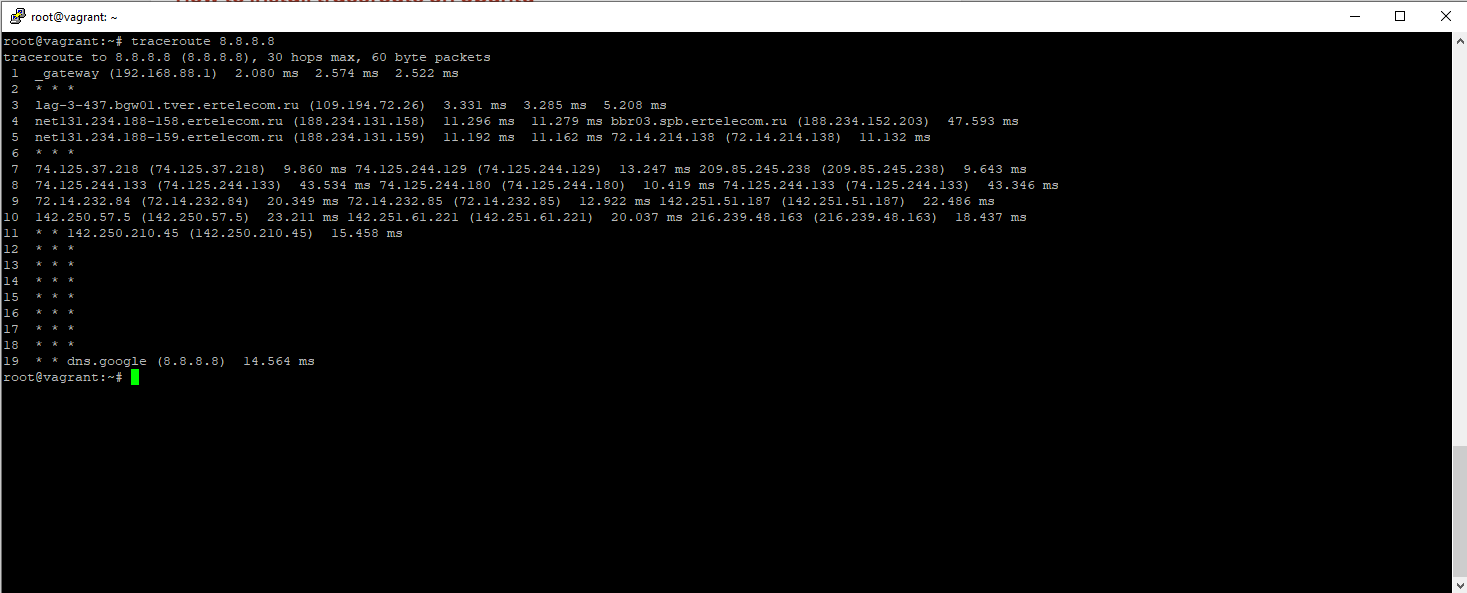 root@vagrant: ~
root@vagrant:~# traceroute 8.8.8.8
traceroute to 8.8.8.8 (8.8.8.8), 30 hops max, 60 byte packets
 1  _gateway (192.168.88.1)  2.080 ms  2.574 ms  2.522 ms
 2  * * *
 3  lag-3-437.bgw01.tver.ertelecom.ru (109.194.72.26)  3.331 ms  3.285 ms  5.208 ms
 4  net131.234.188-158.ertelecom.ru (188.234.131.158)  11.296 ms  11.279 ms bbr03.spb.ertelecom.ru (188.234.152.203)  47.593 ms
 5  net131.234.188-159.ertelecom.ru (188.234.131.159)  11.192 ms  11.162 ms 72.14.214.138 (72.14.214.138)  11.132 ms
 6  * * *
 7  74.125.37.218 (74.125.37.218)  9.860 ms 74.125.244.129 (74.125.244.129)  13.247 ms 209.85.245.238 (209.85.245.238)  9.643 ms
 8  74.125.244.133 (74.125.244.133)  43.534 ms 74.125.244.180 (74.125.244.180)  10.419 ms 74.125.244.133 (74.125.244.133)  43.346 ms
 9  72.14.232.84 (72.14.232.84)  20.349 ms 72.14.232.85 (72.14.232.85)  12.922 ms 142.251.51.187 (142.251.51.187)  22.486 ms
10  142.250.57.5 (142.250.57.5)  23.211 ms 142.251.61.221 (142.251.61.221)  20.037 ms 216.239.48.163 (216.239.48.163)  18.437 ms
11  * * 142.250.210.45 (142.250.210.45)  15.458 ms
12  * * *
13  * * *
14  * * *
15  * * *
16  * * *
17  * * *
18  * * *
19  * * dns.google (8.8.8.8)  14.564 ms
root@vagrant:~#